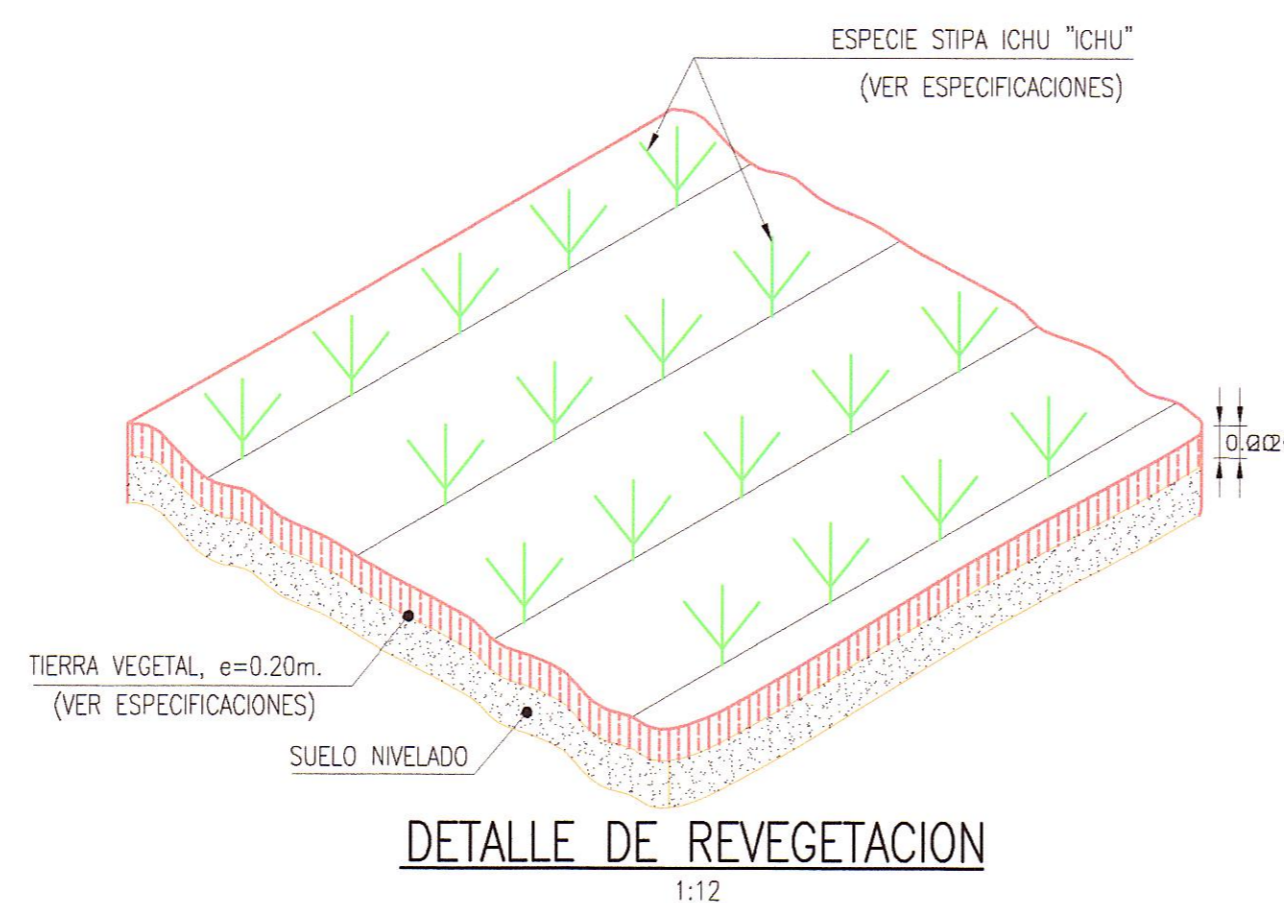 ESPECIE STIPA ICHU "ICHU"
(VER ESPECIFICACIONES)
TIERRA VEGETAL, e=0.20m.
(VER ESPECIFICACIONES)
SUELO NIVELADO
DETALLE DE REVEGETACION
1:12